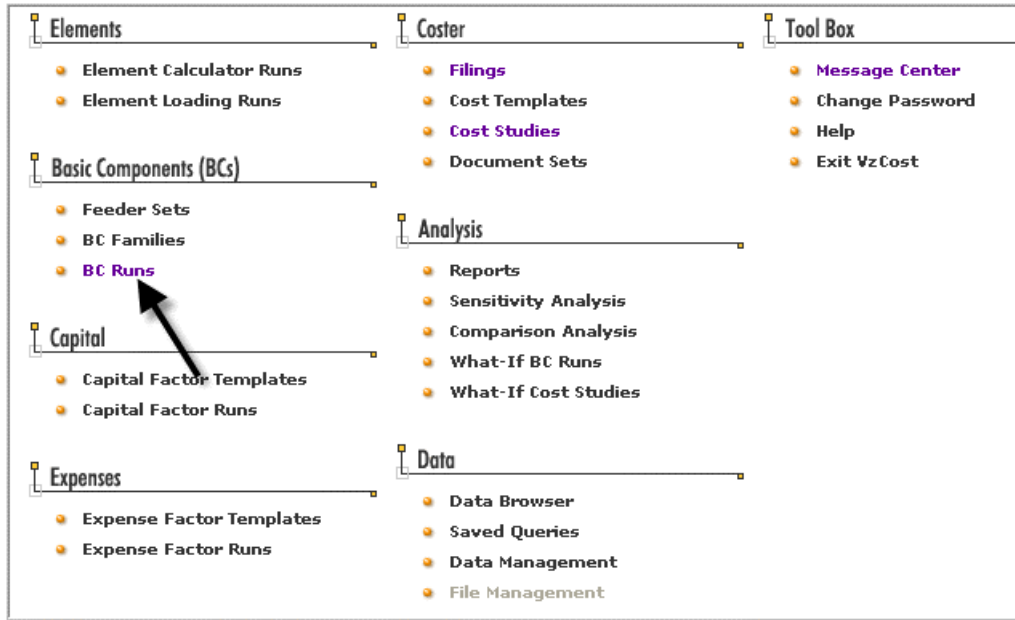 Elements
Element Calculator Runs
Element Loading Runs
Basic Components (BCs)
Feeder Sets
BC Families
BC Runs
Capital
Capital Factor Templates
Capital Factor Runs
Expenses
Expense Factor Templates
Expense Factor Runs
Coster
Filings
Cost Templates
Cost Studies
Document Sets
Analysis
Reports
Sensitivity Analysis
Comparison Analysis
What-If BC Runs
What-If Cost Studies
Data
Data Browser
Saved Queries
Data Management
File Management
Tool Box
Message Center
Change Password
Help
Exit VzCost